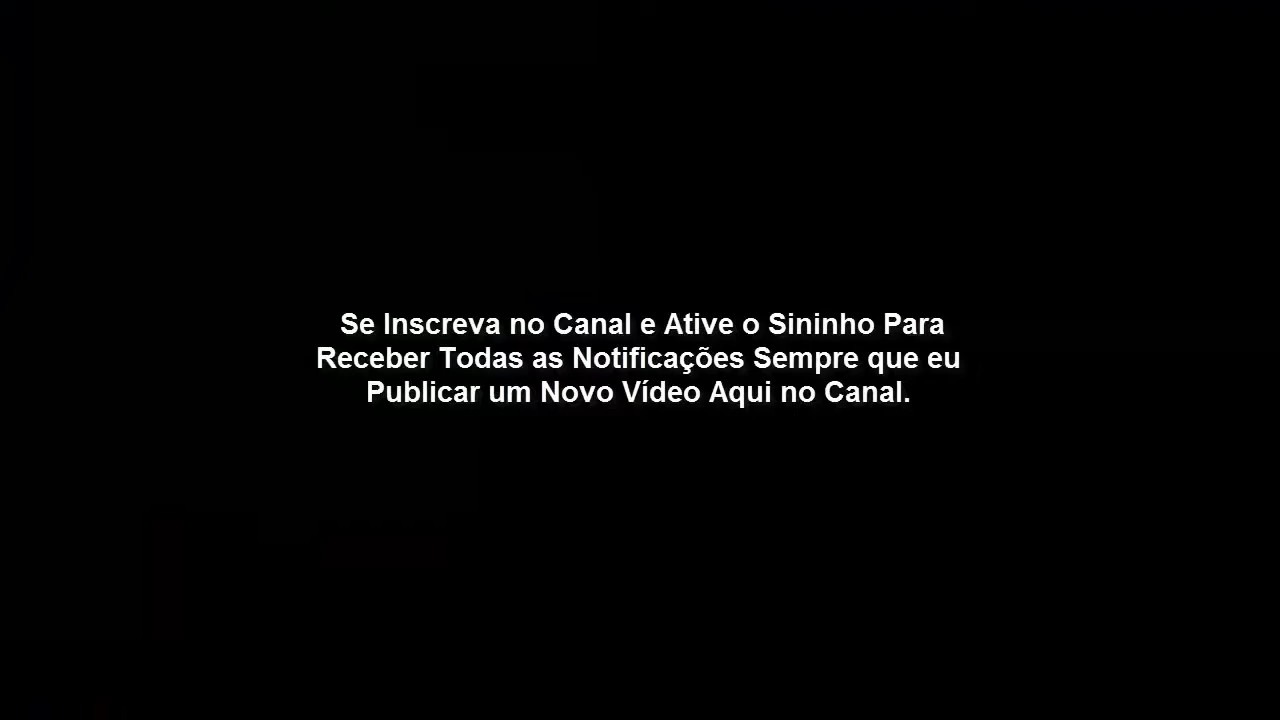 Se Inscreva no Canal e Ative o Sininho Para
Receber Todas as Notificações Sempre que eu
Publicar um Novo Vídeo Aqui no Canal.